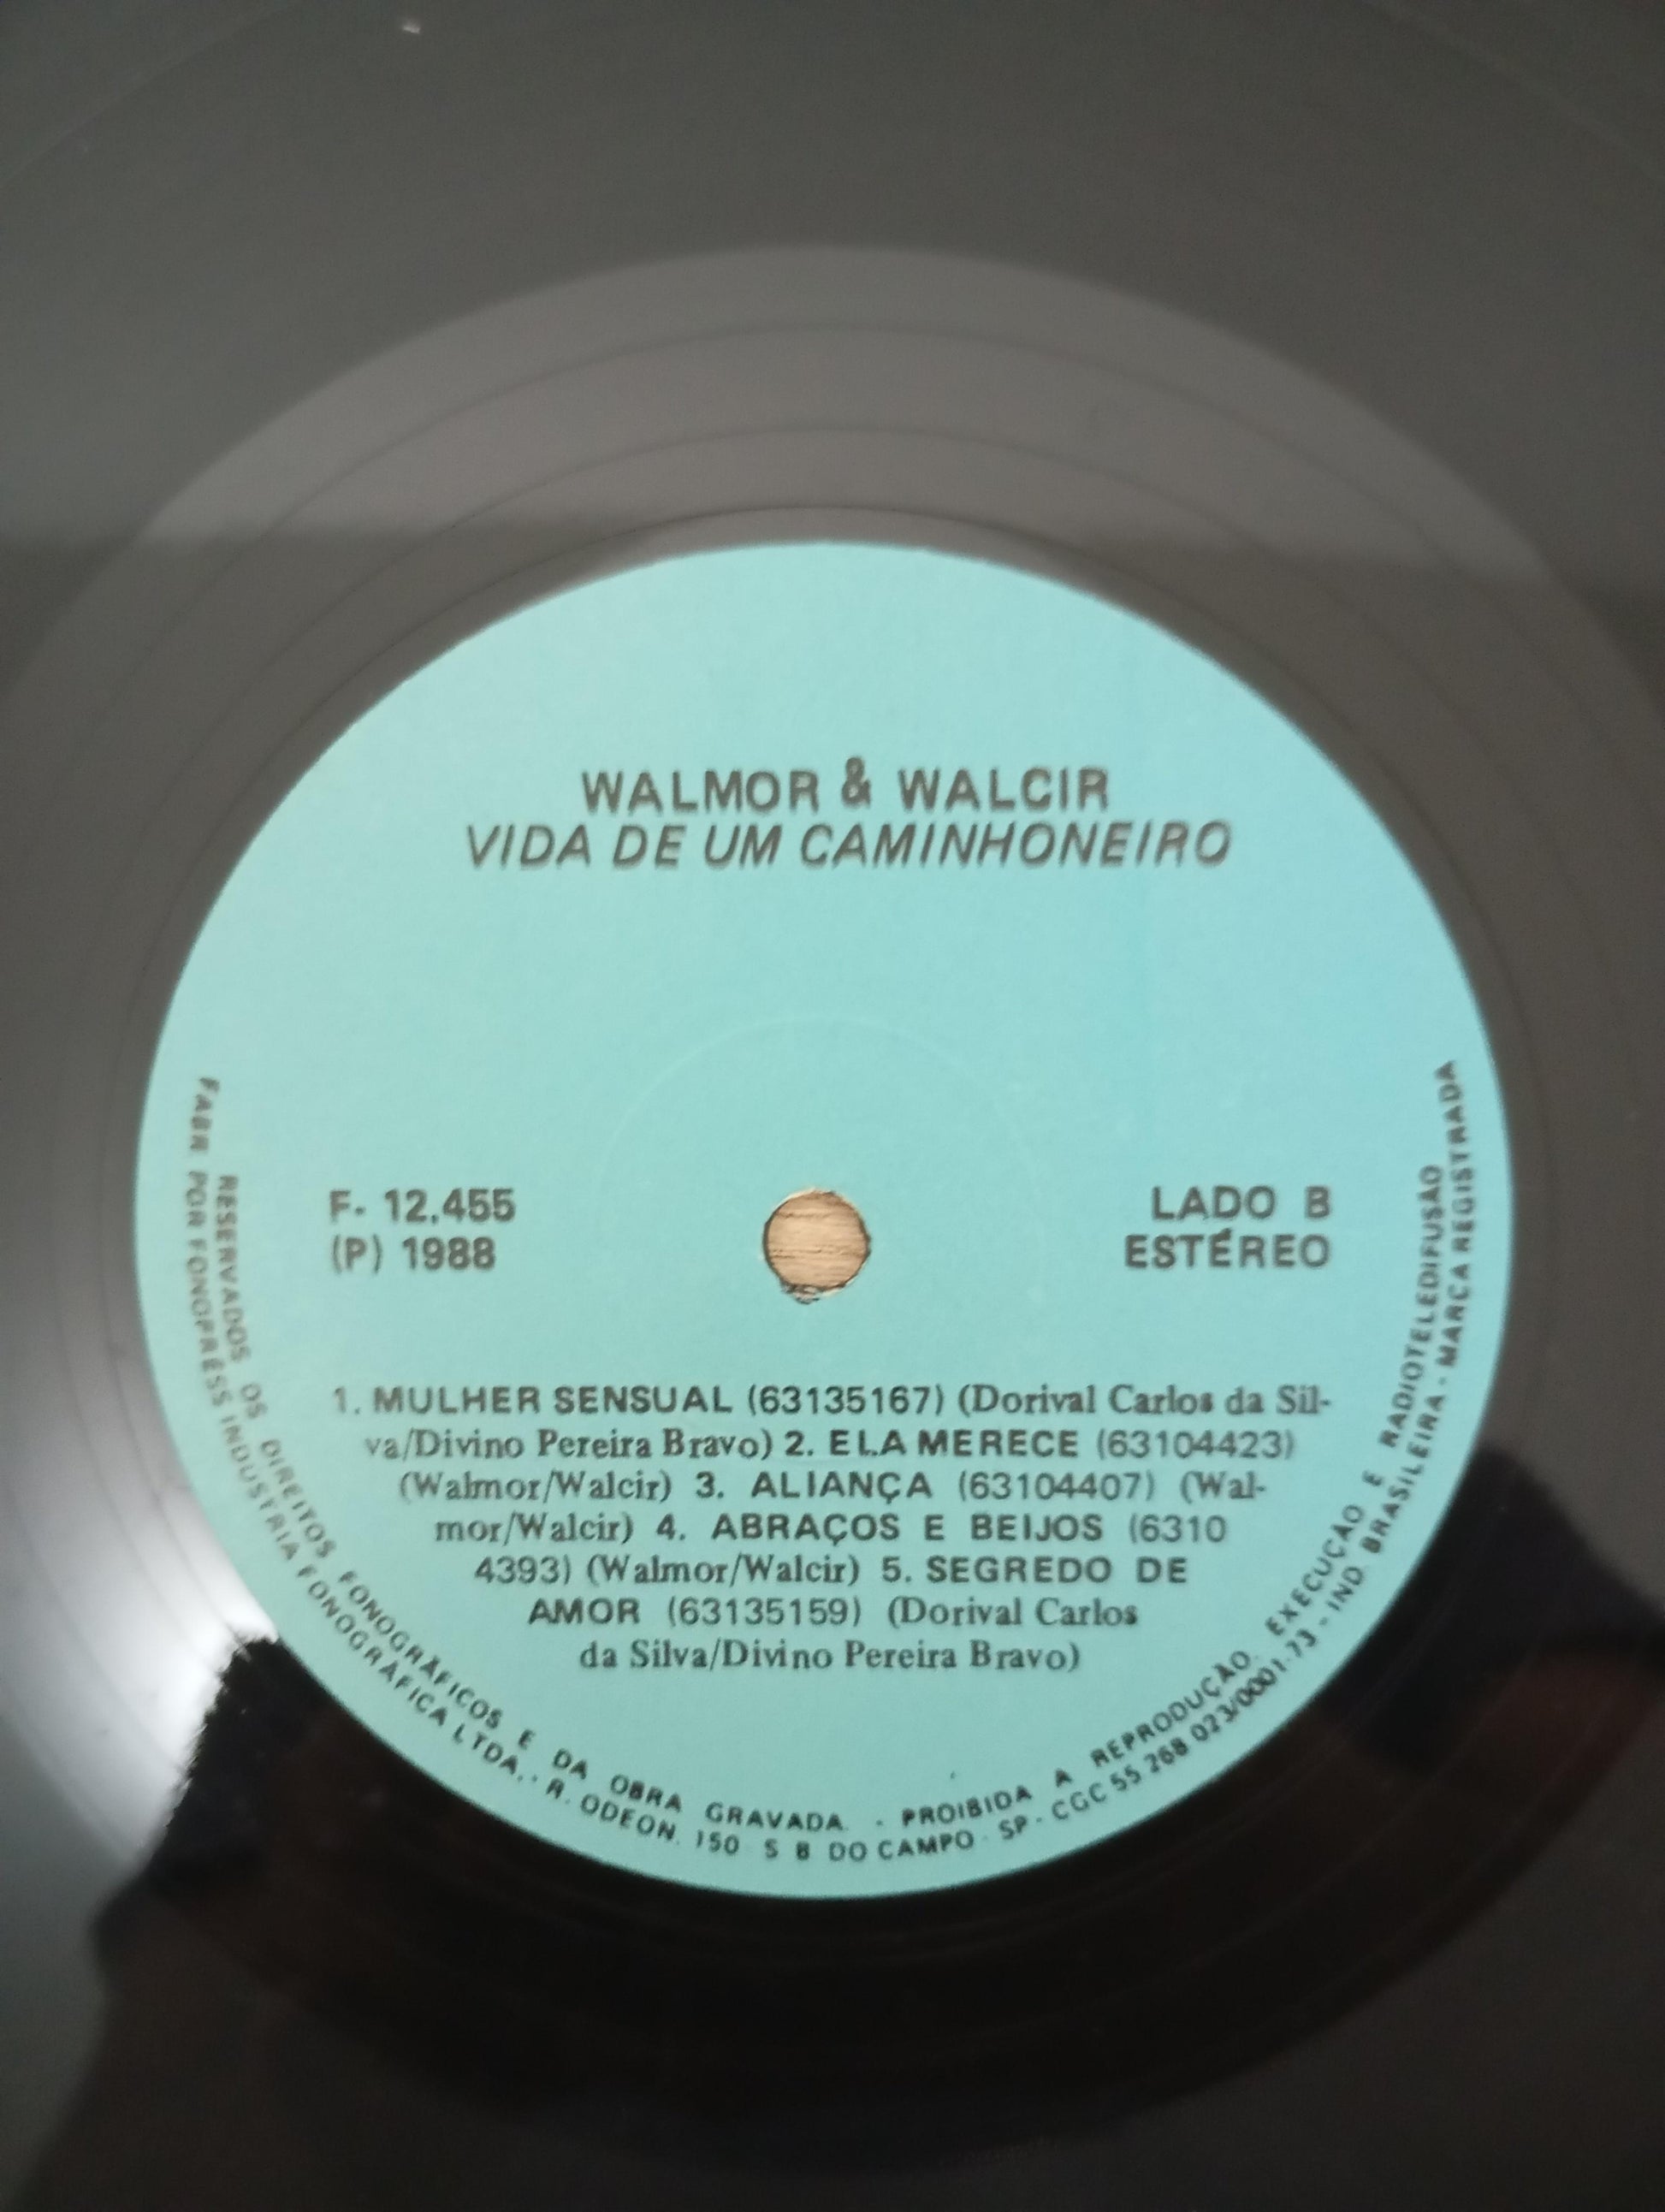 WALMOR & WALCIR
VIDA DE UM CAMINHONEIRO
F- 12.455
(P) 1988
LADO B
ESTÉREO
1. MULHER SENSUAL (63135167) (Dorival Carlos da Sil-
va/Divino Pereira Bravo) 2. ELA MERECE (63104423)
(Walmor/Walcir) 3. ALIANÇA (63104407) (Wal-
mor/Walcir) 4. ABRAÇOS E BEIJOS (6310
4393) (Walmor/Walcir) 5. SEGREDO DE
AMOR (63135159) (Dorival Carlos
da Silva/Divino Pereira Bravo)
RESERVADOS OS DIREITOS FONOGRÁFICOS E DA OBRA GRAVADA. - PROIBIDA A REPRODUÇÃO, EXECUÇÃO E RADIOTELEDIFUSÃO
FABR POR FONOPRESS INDUSTRIA FONOGRÁFICA LTDA. - R. ODEON, 150 S B DO CAMPO - SP - CGC 55 268 023/0001-73 - IND BRASILEIRA - MARCA REGISTRADA